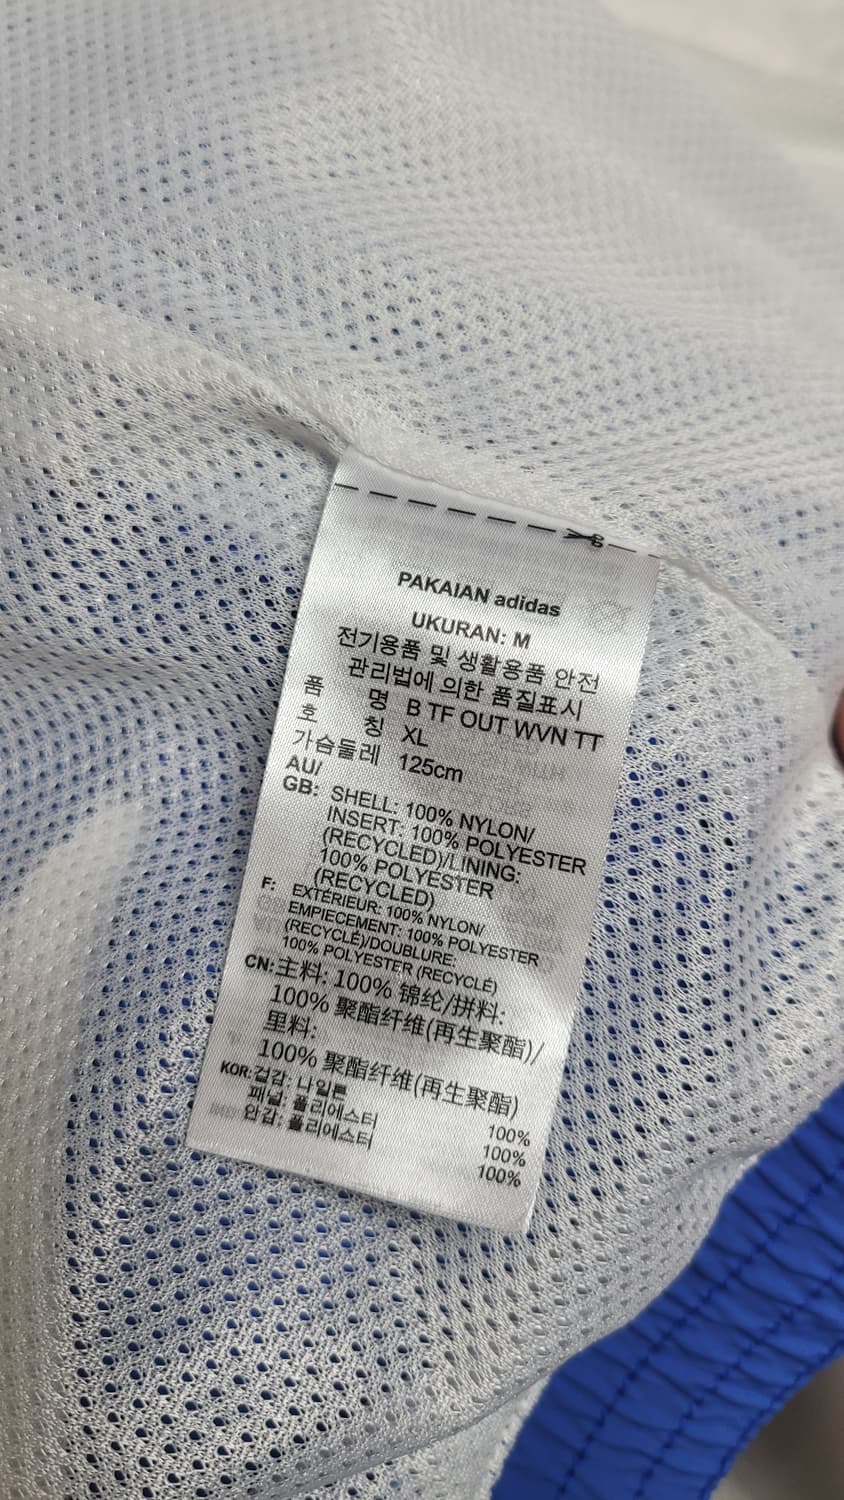 PAKAIAN adidas
UKURAN: M
전기용품 및 생활용품 안전
관리법에 의한 품질표시
품 명 B TF OUT WVN TT
호 칭 XL
가슴둘레 125cm
AU/
GB: SHELL: 100% NYLON/
INSERT: 100% POLYESTER
(RECYCLED)/LINING:
100% POLYESTER
(RECYCLED)
F: EXTÉRIEUR: 100% NYLON/
EMPIECEMENT: 100% POLYESTER
(RECYCLÉ)/DOUBLURE:
100% POLYESTER (RECYCLÉ)
CN: 主料: 100% 锦纶/拼料:
100% 聚酯纤维(再生聚酯)/
里料:
100% 聚酯纤维(再生聚酯)
KOR: 겉감: 나일론 100%
패널: 폴리에스터 100%
안감: 폴리에스터 100%